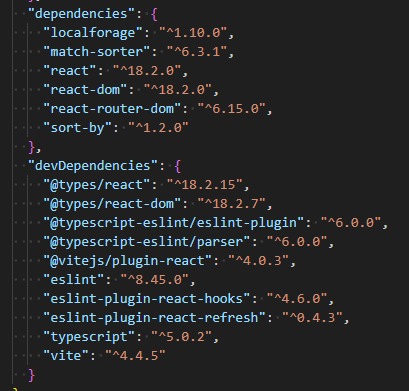 "dependencies": {
"localforage": "^1.10.0",
"match-sorter": "^6.3.1",
"react": "^18.2.0",
"react-dom": "^18.2.0",
"react-router-dom": "^6.15.0",
"sort-by": "^1.2.0"
},
"devDependencies": {
"@types/react": "^18.2.15",
"@types/react-dom": "^18.2.7",
"@typescript-eslint/eslint-plugin": "^6.0.0",
"@typescript-eslint/parser": "^6.0.0",
"@vitejs/plugin-react": "^4.0.3",
"eslint": "^8.45.0",
"eslint-plugin-react-hooks": "^4.6.0",
"eslint-plugin-react-refresh": "^0.4.3",
"typescript": "^5.0.2",
"vite": "^4.4.5"
}